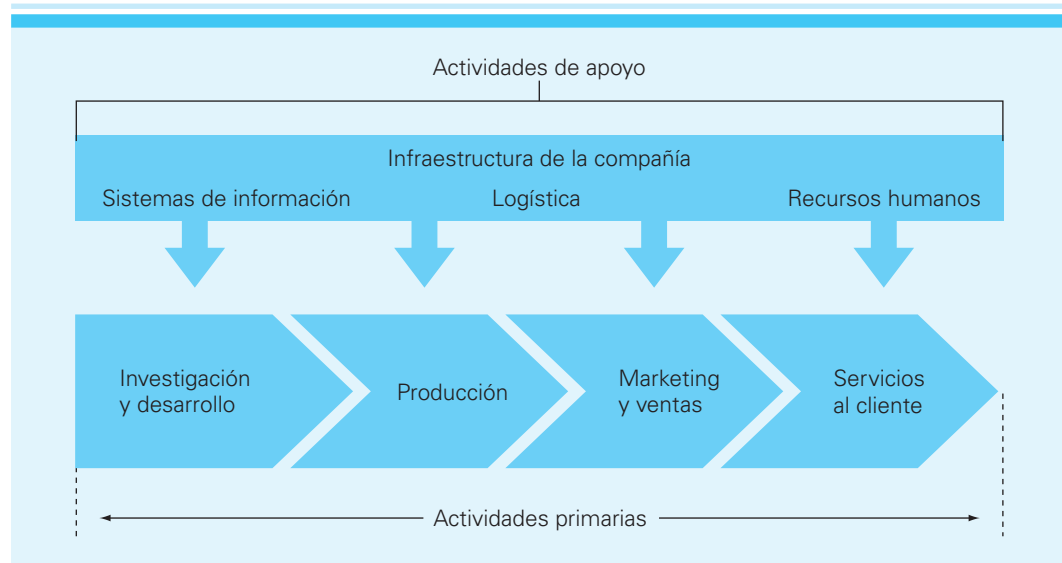 Actividades de apoyo
Infraestructura de la compañía
Sistemas de información Logística Recursos humanos
Investigación
y desarrollo
Producción
Marketing
y ventas
Servicios
al cliente
Actividades primarias